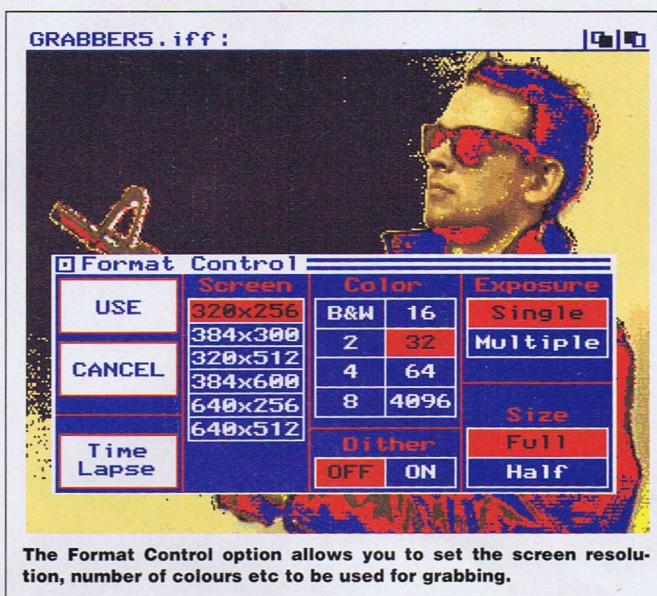 GRABBER5.iff:
Format Control
USE
CANCEL
Time
Lapse
Screen
320x256
384x300
320x512
384x600
640x256
640x512
Color
B&W 16
2 32
4 64
8 4096
Dither
OFF ON
Exposure
Single
Multiple
Size
Full
Half
The Format Control option allows you to set the screen resolu-
tion, number of colours etc to be used for grabbing.